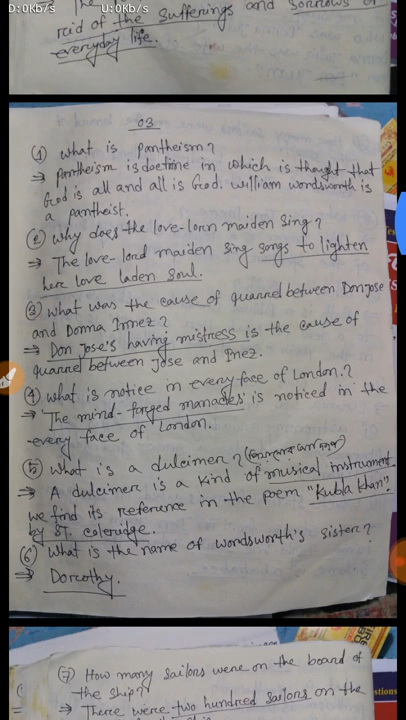 D:0Kb/s U:0Kb/s
rcid of the sufferings and sorrows of
everyday life.
03
(1) What is pantheism?
⇒ Pantheism is doctrine in which is thought that
God is all and all is God. William wordsworth is
a pantheist.
(2) why does the love-lorn maiden sing?
⇒ The love-lord maiden sing songs to lighten
her love laden soul.
(3) What was the cause of quarrel between Don Jose
and Donna Innez?
⇒ Don Jose's having mistress is the cause of
quarrel between Jose and Inez.
(4) What is notice in every face of London.?
⇒ 'The mind-forged manacles' is noticed in the
every face of London.
(5) What is a dulcimer?
⇒ A dulcimer is a kind of musical instrument.
we find its reference in the poem "Kubla khan".
by ST. coleridge.
(6) What is the name of wordsworth's sister?
⇒ Dorothy.
(7) How many sailors were on the board of
the ship?
⇒ There were two hundred sailors on the